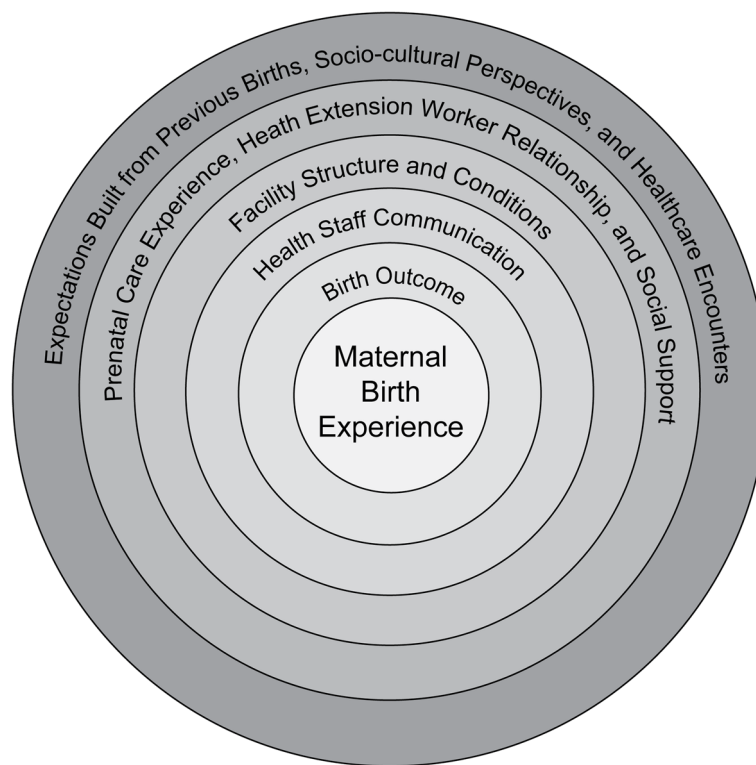 Expectations Built from Previous Births, Socio-cultural Perspectives, and Healthcare Encounters
Prenatal Care Experience, Heath Extension Worker Relationship, and Social Support
Facility Structure and Conditions
Health Staff Communication
Birth Outcome
Maternal
Birth
Experience